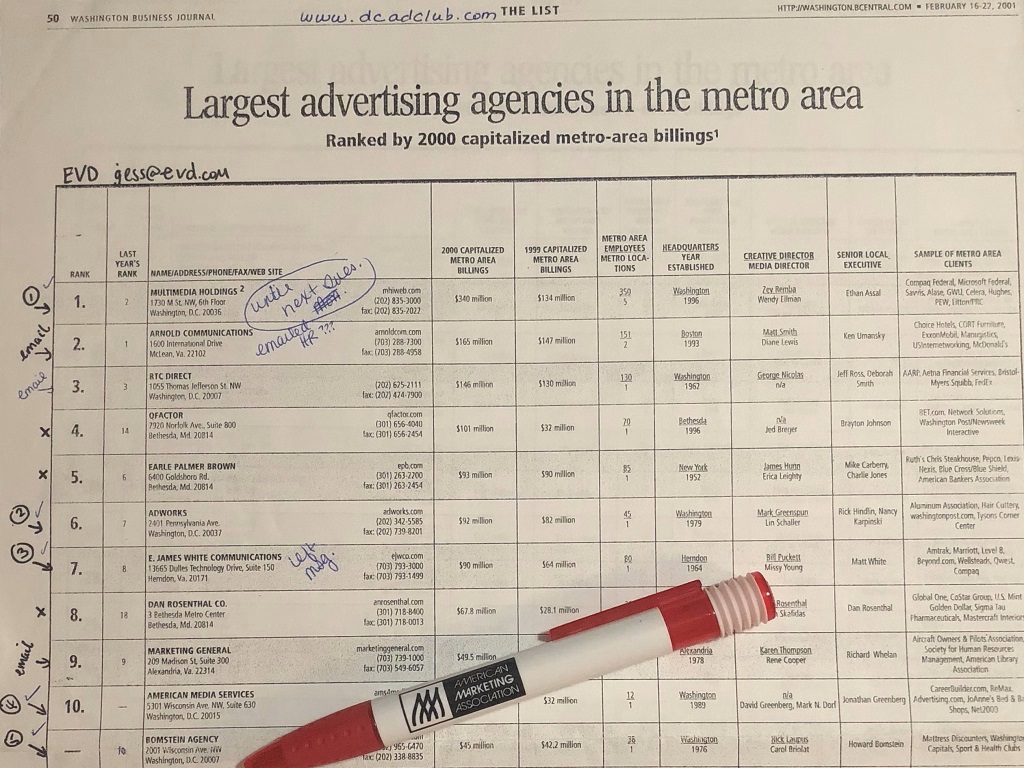 50 WASHINGTON BUSINESS JOURNAL www.dcadclub.com THE LIST HTTP://WASHINGTON.BCENTRAL.COM ▪ FEBRUARY 16-22, 2001
Largest advertising agencies in the metro area
Ranked by 2000 capitalized metro-area billings¹
EVD jess@evd.com
RANK
LAST YEAR'S RANK
NAME/ADDRESS/PHONE/FAX/WEB SITE
2000 CAPITALIZED METRO AREA BILLINGS
1999 CAPITALIZED METRO AREA BILLINGS
METRO AREA EMPLOYEES METRO LOCA-TIONS
HEADQUARTERS YEAR ESTABLISHED
CREATIVE DIRECTOR MEDIA DIRECTOR
SENIOR LOCAL EXECUTIVE
SAMPLE OF METRO AREA CLIENTS
until next tues.
① 1. 2 MULTIMEDIA HOLDINGS 2 mhiweb.com $340 million $134 million 350 Washington Zev Remba Ethan Assal Compaq Federal, Microsoft Federal,
1730 M St. NW, 6th Floor (202) 835-3000 5 1996 Wendy Eilman Savvis, Alase, GWU, Celera, Hughes,
Washington, D.C. 20036 fax: (202) 835-2022 PEW, Litton/PRC
emailed HR ???
email 2. 1 ARNOLD COMMUNICATIONS arnoldcom.com $165 million $147 million 151 Boston Matt Smith Ken Umansky Choice Hotels, CORT Furniture,
1600 International Drive (703) 288-7300 2 1993 Diane Lewis ExxonMobil, Manugistics,
McLean, Va. 22102 fax: (703) 288-4958 USinternetworking, McDonald's
email 3. 3 RTC DIRECT (202) 625-2111 $146 million $130 million 130 Washington George Nicolas Jeff Ross, Deborah Smith AARP, Aetna Financial Services, Bristol-
1055 Thomas Jefferson St. NW fax: (202) 424-7900 1 1962 n/a Myers Squibb, FedEx
Washington, D.C. 20007
x 4. 14 QFACTOR qfactor.com $101 million $32 million 70 Bethesda n/a Brayton Johnson BET.com, Network Solutions,
7920 Norfolk Ave., Suite 800 (301) 656-4040 1 1996 Jed Breger Washington Post/Newsweek
Bethesda, Md. 20814 fax: (301) 656-2454 Interactive
x 5. 6 EARLE PALMER BROWN epb.com $93 million $90 million 85 New York James Hunn Mike Carberry, Ruth's Chris Steakhouse, Pepco, Lexis-
6400 Goldsboro Rd. (301) 263-2200 1 1952 Erica Leighty Charlie Jones Nexis, Blue Cross/Blue Shield,
Bethesda, Md. 20814 fax: (301) 263-2454 American Bankers Association
② 6. 7 ADWORKS adworks.com $92 million $82 million 45 Washington Mark Greenspun Rick Hindlin, Nancy Aluminum Association, Hair Cuttery,
2401 Pennsylvania Ave. (202) 342-5585 1 1979 Lin Schaller Karpinski washingtonpost.com, Tysons Corner
Washington, D.C. 20037 fax: (202) 739-8201 Center
left msg.
③ 7. 8 E. JAMES WHITE COMMUNICATIONS ejwco.com $90 million $64 million 80 Herndon Bill Puckett Matt White Amtrak, Marriott, Level 8,
13665 Dulles Technology Drive, Suite 150 (703) 793-3000 1 1964 Missy Young Beyond.com, Wellsteads, Qwest,
Herndon, Va. 20171 fax: (703) 793-1499 Compaq
x 8. 18 DAN ROSENTHAL CO. anrosenthal.com $67.8 million $28.1 million Rosenthal Dan Rosenthal Global One, CoStar Group, U.S. Mint
3 Bethesda Metro Center (301) 718-8400 Skafidas Golden Dollar, Sigma Tau
Bethesda, Md. 20814 fax: (301) 718-0013 Pharmaceuticals, Mastercraft Interiors
email 9. 9 MARKETING GENERAL marketinggeneral.com $49.5 million Alexandria Karen Thompson Richard Whelan Aircraft Owners & Pilots Association,
209 Madison St, Suite 300 (703) 739-1000 1978 Rene Cooper Society for Human Resources
Alexandria, Va. 22314 fax: (703) 549-6057 Management, American Library
Association
④ 10. — AMERICAN MEDIA SERVICES $32 million 12 Washington n/a Jonathan Greenberg CareerBuilder.com, ReMax,
5301 Wisconsin Ave. NW, Suite 630 1 1989 David Greenberg, Mark N. Dorf Advertising.com, JoAnne's Bed & Ba
Washington, D.C. 20015 Shops, Net2000
⑤ — 10 BOMSTEIN AGENCY $45 million $42.2 million 36 Washington Rick Laupus Howard Bomstein Mattress Discounters, Washington
2001 Wisconsin Ave. NW 965-6470 1 1976 Carol Briolat Capitals, Sport & Health Clubs
Washington, D.C. 20007 fax: (202) 338-8835
AMERICAN
MARKETING
ASSOCIATION